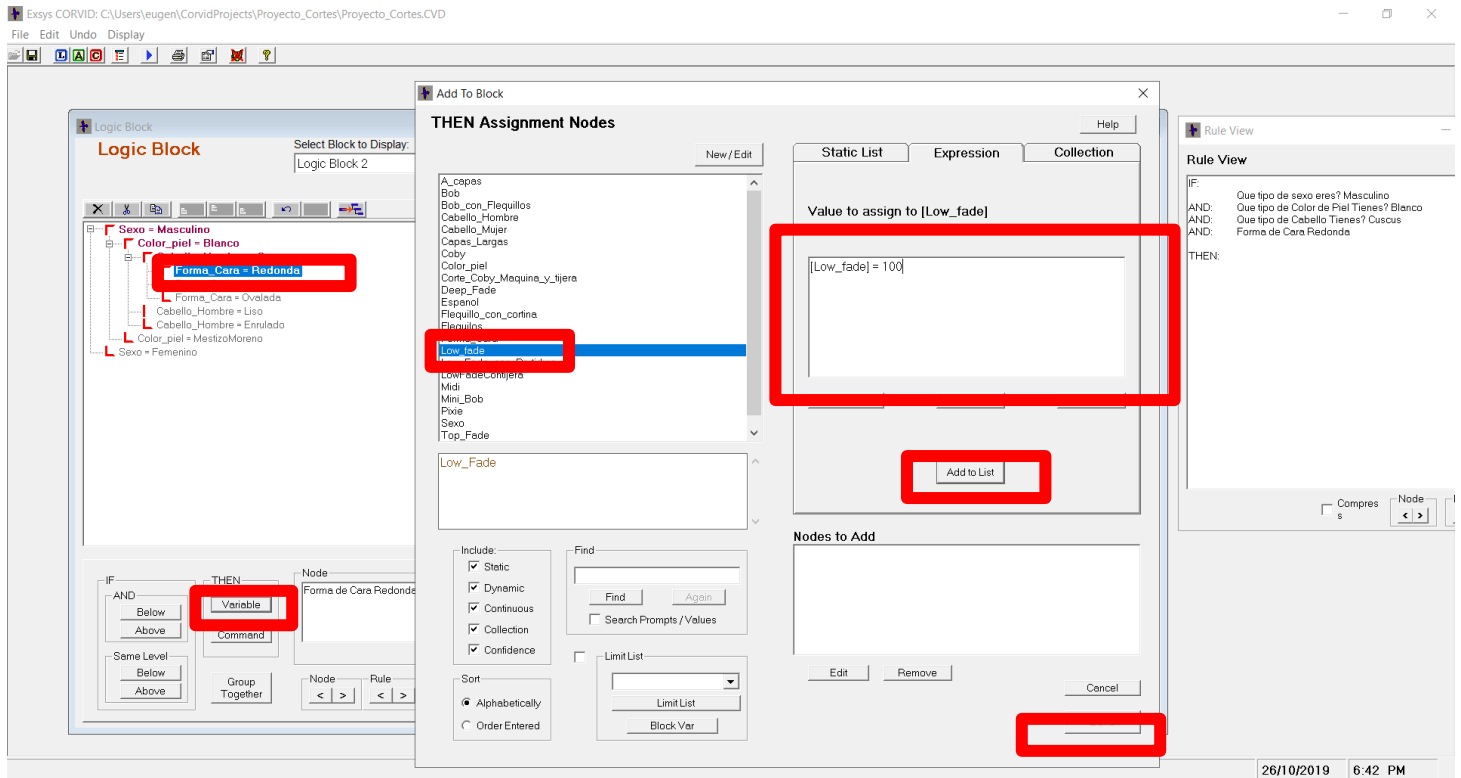 Exsys CORVID: C:\Users\eugen\CorvidProjects\Proyecto_Cortes\Proyecto_Cortes.CVD
File Edit Undo Display
L A C
Logic Block
Logic Block
Select Block to Display:
Logic Block 2
Sexo = Masculino
Color_piel = Blanco
Forma_Cara = Redonda
Forma_Cara = Ovalada
Cabello_Hombre = Liso
Cabello_Hombre = Enrulado
Color_piel = MestizoMoreno
Sexo = Femenino
IF
AND
Below
Above
Same Level
Below
Above
THEN
Variable
Command
Group
Together
Node
Forma de Cara Redonda
Node
< >
Rule
< >
Add To Block
THEN Assignment Nodes
Help
New / Edit
A_capas
Bob
Bob_con_Flequillos
Cabello_Hombre
Cabello_Mujer
Capas_Largas
Coby
Color_piel
Corte_Coby_Maquina_y_tijera
Deep_Fade
Espanol
Flequillo_con_cortina
Flequilos
Low_fade
LowFadeContijera
Midi
Mini_Bob
Pixie
Sexo
Top_Fade
Low_Fade
Include:
Static
Dynamic
Continuous
Collection
Confidence
Sort
Alphabetically
Order Entered
Find
Find
Again
Search Prompts / Values
Limit List
Limit List
Block Var
Static List
Expression
Collection
Value to assign to [Low_fade]
[Low_fade] = 100
Add to List
Nodes to Add
Edit
Remove
Cancel
Rule View
Rule View
IF:
Que tipo de sexo eres? Masculino
AND: Que tipo de Color de Piel Tienes? Blanco
AND: Que tipo de Cabello Tienes? Cuscus
AND: Forma de Cara Redonda
THEN:
Compres
s
Node
< >
26/10/2019
6:42 PM